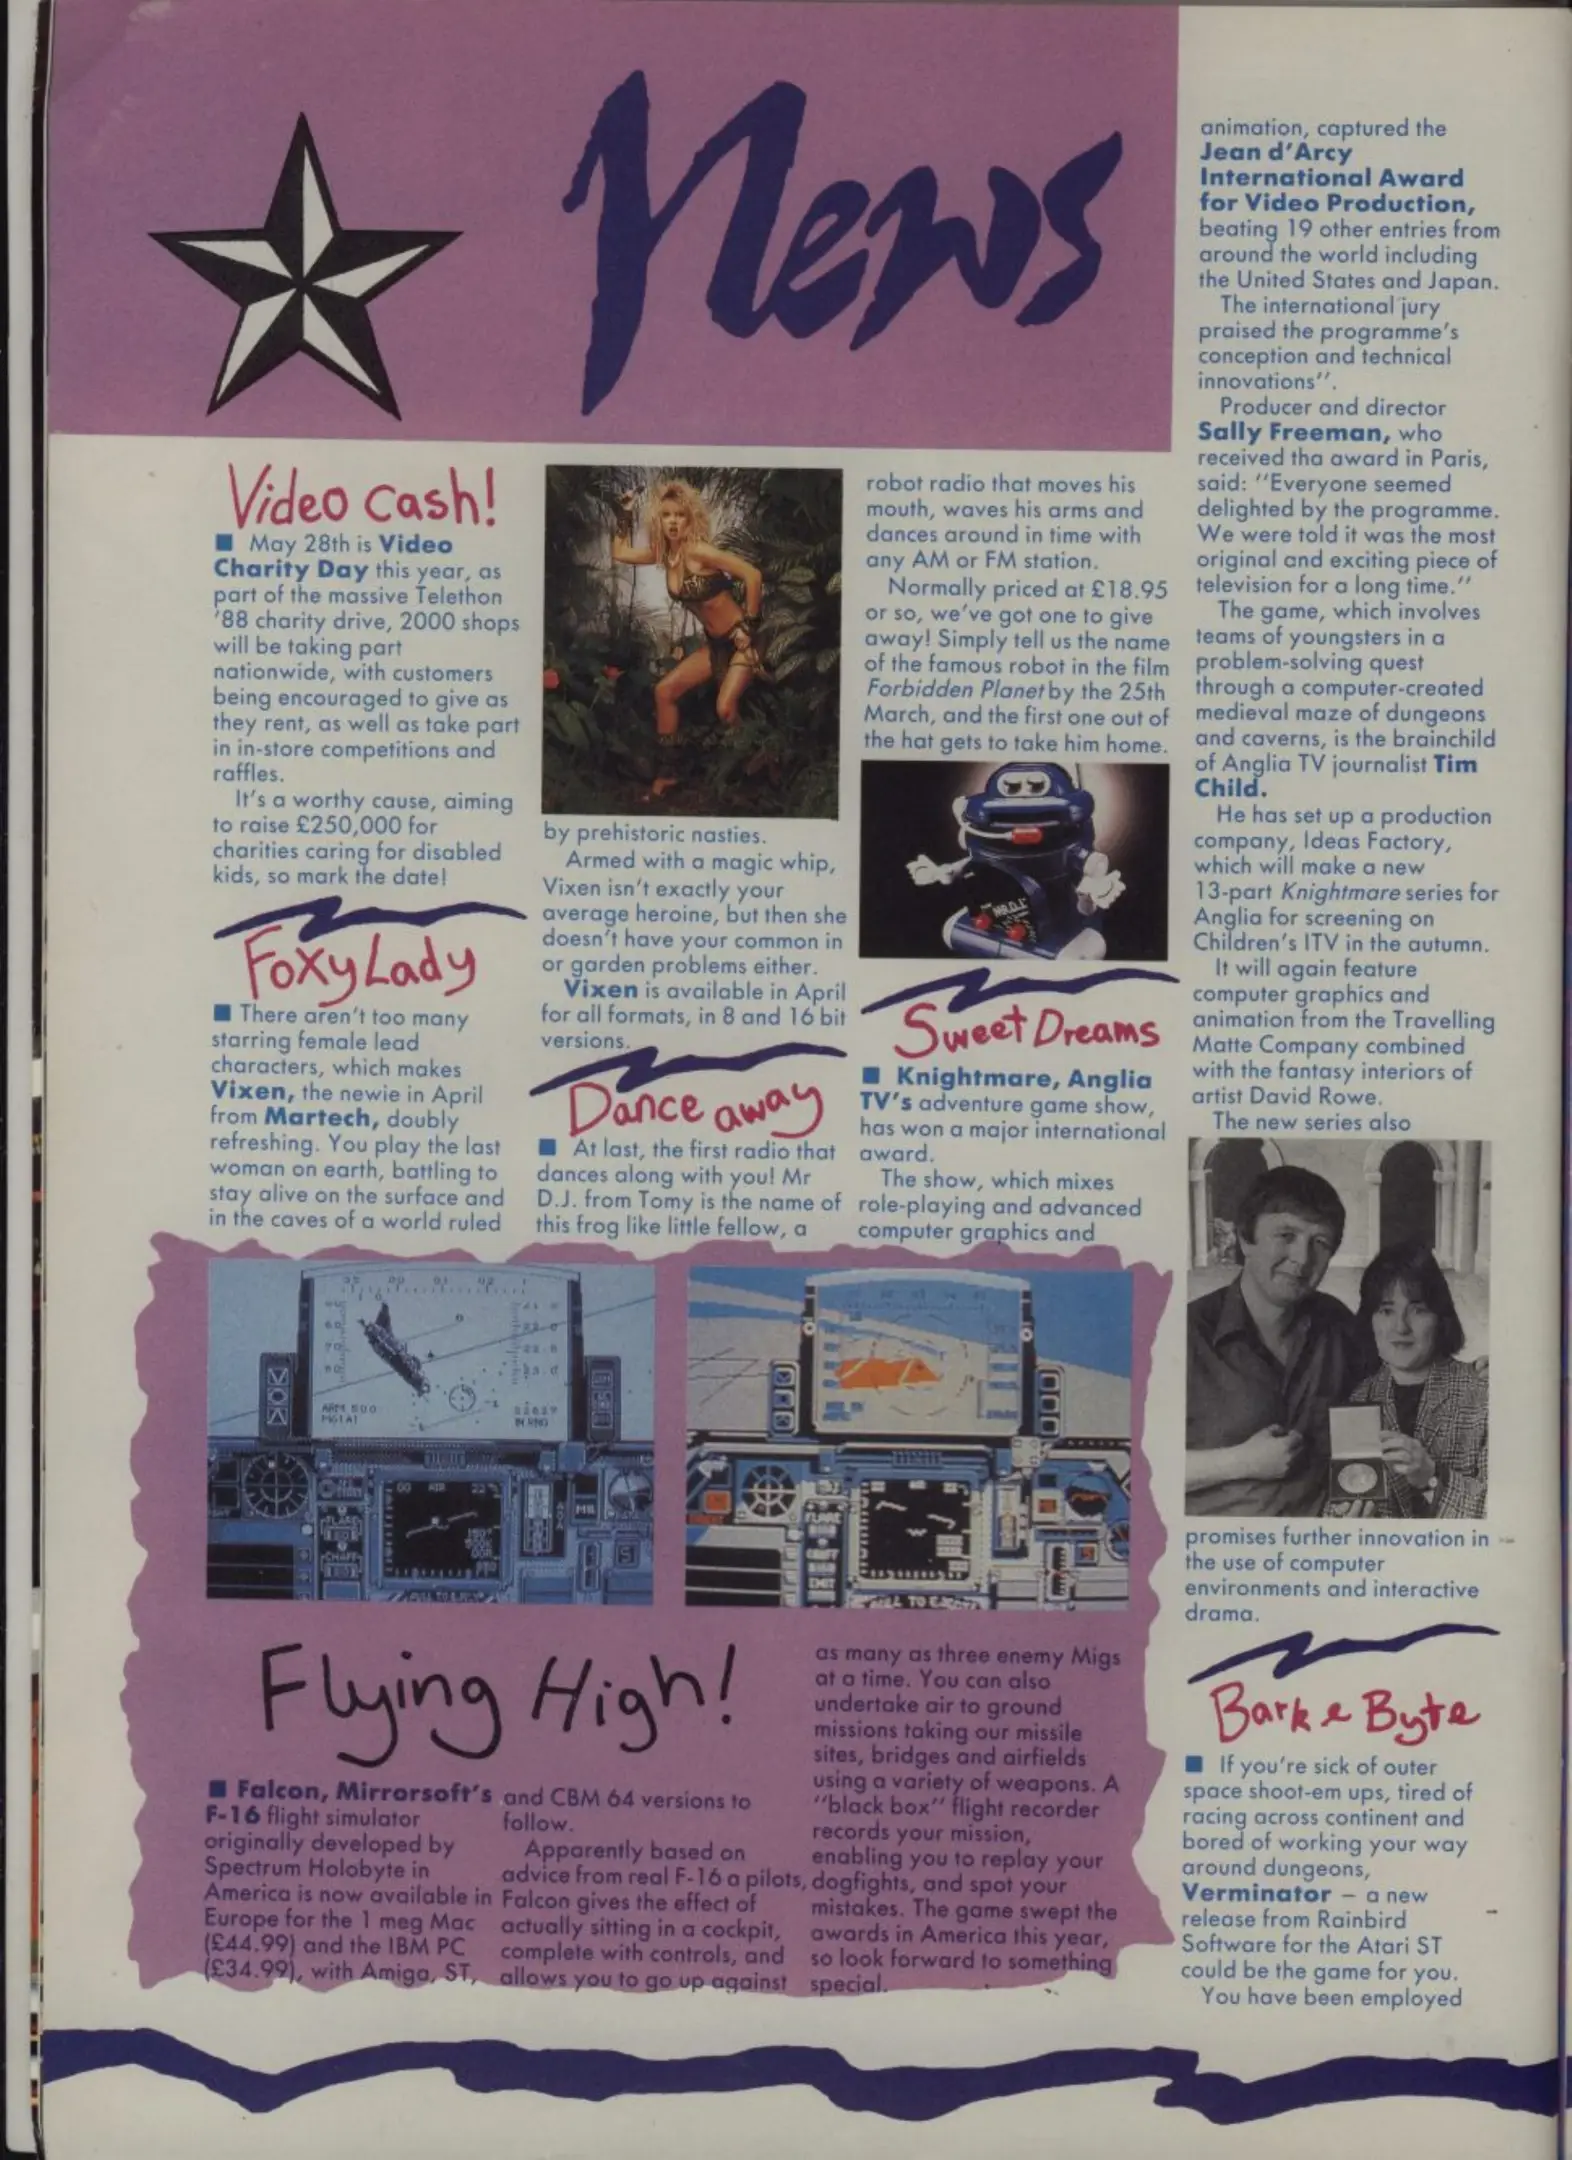 News
Video Cash!
■ May 28th is Video
Charity Day this year, as
part of the massive Telethon
'88 charity drive, 2000 shops
will be taking part
nationwide, with customers
being encouraged to give as
they rent, as well as take part
in in-store competitions and
raffles.
It's a worthy cause, aiming
to raise £250,000 for
charities caring for disabled
kids, so mark the date!
Foxy Lady
■ There aren't too many
starring female lead
characters, which makes
Vixen, the newie in April
from Martech, doubly
refreshing. You play the last
woman on earth, battling to
stay alive on the surface and
in the caves of a world ruled
by prehistoric nasties.
Armed with a magic whip,
Vixen isn't exactly your
average heroine, but then she
doesn't have your common in
or garden problems either.
Vixen is available in April
for all formats, in 8 and 16 bit
versions.
Dance away
■ At last, the first radio that
dances along with you! Mr
D.J. from Tomy is the name of
this frog like little fellow, a
robot radio that moves his
mouth, waves his arms and
dances around in time with
any AM or FM station.
Normally priced at £18.95
or so, we've got one to give
away! Simply tell us the name
of the famous robot in the film
Forbidden Planet by the 25th
March, and the first one out of
the hat gets to take him home.
MR.D.J.
Sweet Dreams
■ Knightmare, Anglia
TV's adventure game show,
has won a major international
award.
The show, which mixes
role-playing and advanced
computer graphics and
animation, captured the
Jean d'Arcy
International Award
for Video Production,
beating 19 other entries from
around the world including
the United States and Japan.
The international jury
praised the programme's
conception and technical
innovations".
Producer and director
Sally Freeman, who
received tha award in Paris,
said: "Everyone seemed
delighted by the programme.
We were told it was the most
original and exciting piece of
television for a long time."
The game, which involves
teams of youngsters in a
problem-solving quest
through a computer-created
medieval maze of dungeons
and caverns, is the brainchild
of Anglia TV journalist Tim
Child.
He has set up a production
company, Ideas Factory,
which will make a new
13-part Knightmare series for
Anglia for screening on
Children's ITV in the autumn.
It will again feature
computer graphics and
animation from the Travelling
Matte Company combined
with the fantasy interiors of
artist David Rowe.
The new series also
promises further innovation in
the use of computer
environments and interactive
drama.
Bark e Byte
■ If you're sick of outer
space shoot-em ups, tired of
racing across continent and
bored of working your way
around dungeons,
Verminator – a new
release from Rainbird
Software for the Atari ST
could be the game for you.
You have been employed
ARM 500
MG1A1
IN RNG
AIR 22
FLARE
CHAFF
AOA
MR
S
PULL TO EJECT
FLARE
CHAFF
S
PULL TO EJECT
Flying High!
■ Falcon, Mirrorsoft's
F-16 flight simulator
originally developed by
Spectrum Holobyte in
America is now available in
Europe for the 1 meg Mac
(£44.99) and the IBM PC
(£34.99), with Amiga, ST,
and CBM 64 versions to
follow.
Apparently based on
advice from real F-16 a pilots,
Falcon gives the effect of
actually sitting in a cockpit,
complete with controls, and
allows you to go up against
as many as three enemy Migs
at a time. You can also
undertake air to ground
missions taking our missile
sites, bridges and airfields
using a variety of weapons. A
"black box" flight recorder
records your mission,
enabling you to replay your
dogfights, and spot your
mistakes. The game swept the
awards in America this year,
so look forward to something
special.